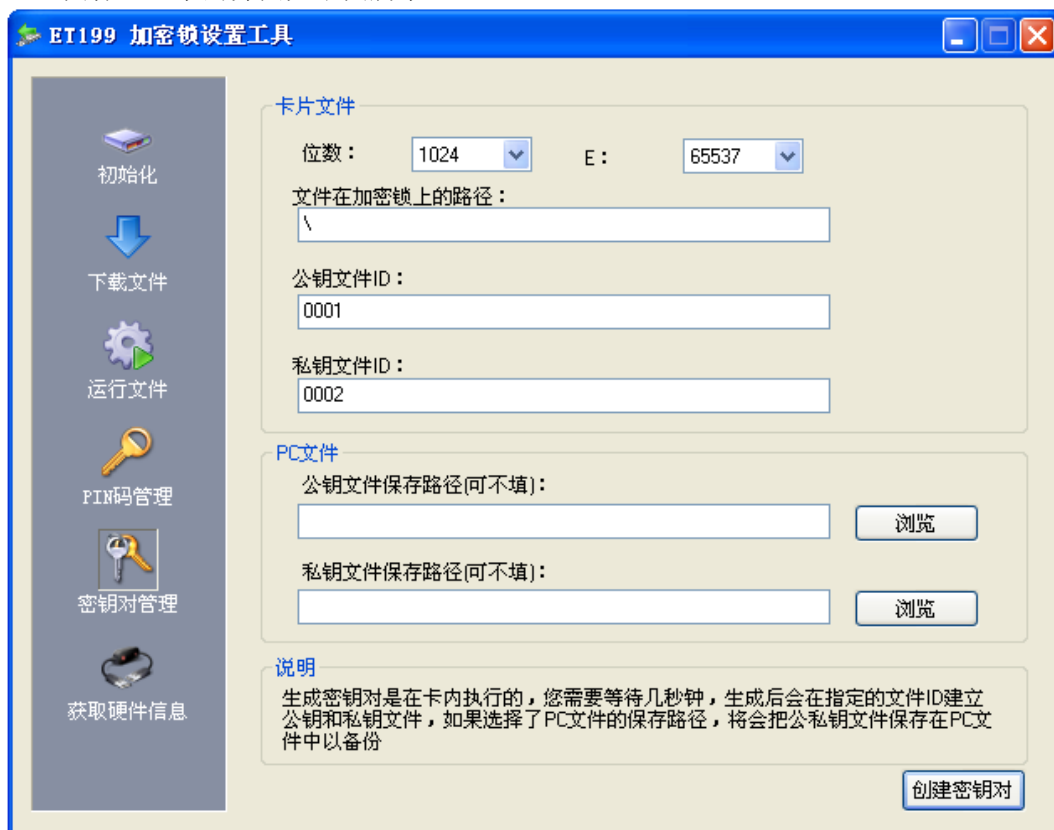 ET199 加密锁设置工具
初始化
下载文件
运行文件
PIN码管理
密钥对管理
获取硬件信息
卡片文件
位数： 1024 E： 65537
文件在加密锁上的路径：
\
公钥文件ID：
0001
私钥文件ID：
0002
PC文件
公钥文件保存路径(可不填)：
浏览
私钥文件保存路径(可不填)：
浏览
说明
生成密钥对是在卡内执行的，您需要等待几秒钟，生成后会在指定的文件ID建立
公钥和私钥文件，如果选择了PC文件的保存路径，将会把公私钥文件保存在PC文
件中以备份
创建密钥对